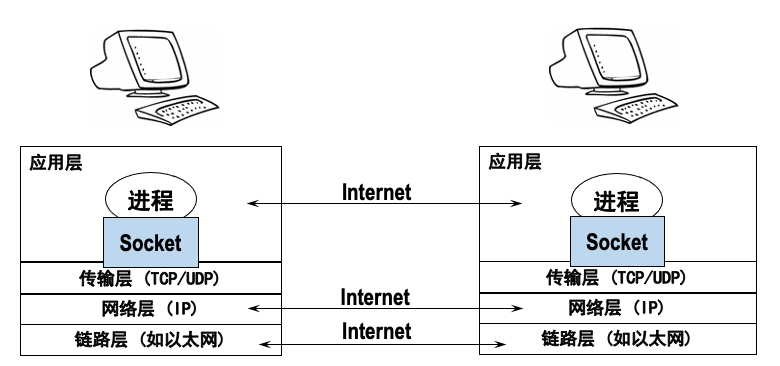 应用层
进程
Socket
传输层 (TCP/UDP)
网络层 (IP)
链路层 (如以太网)
Internet
Internet
Internet
应用层
进程
Socket
传输层 (TCP/UDP)
网络层 (IP)
链路层 (如以太网)